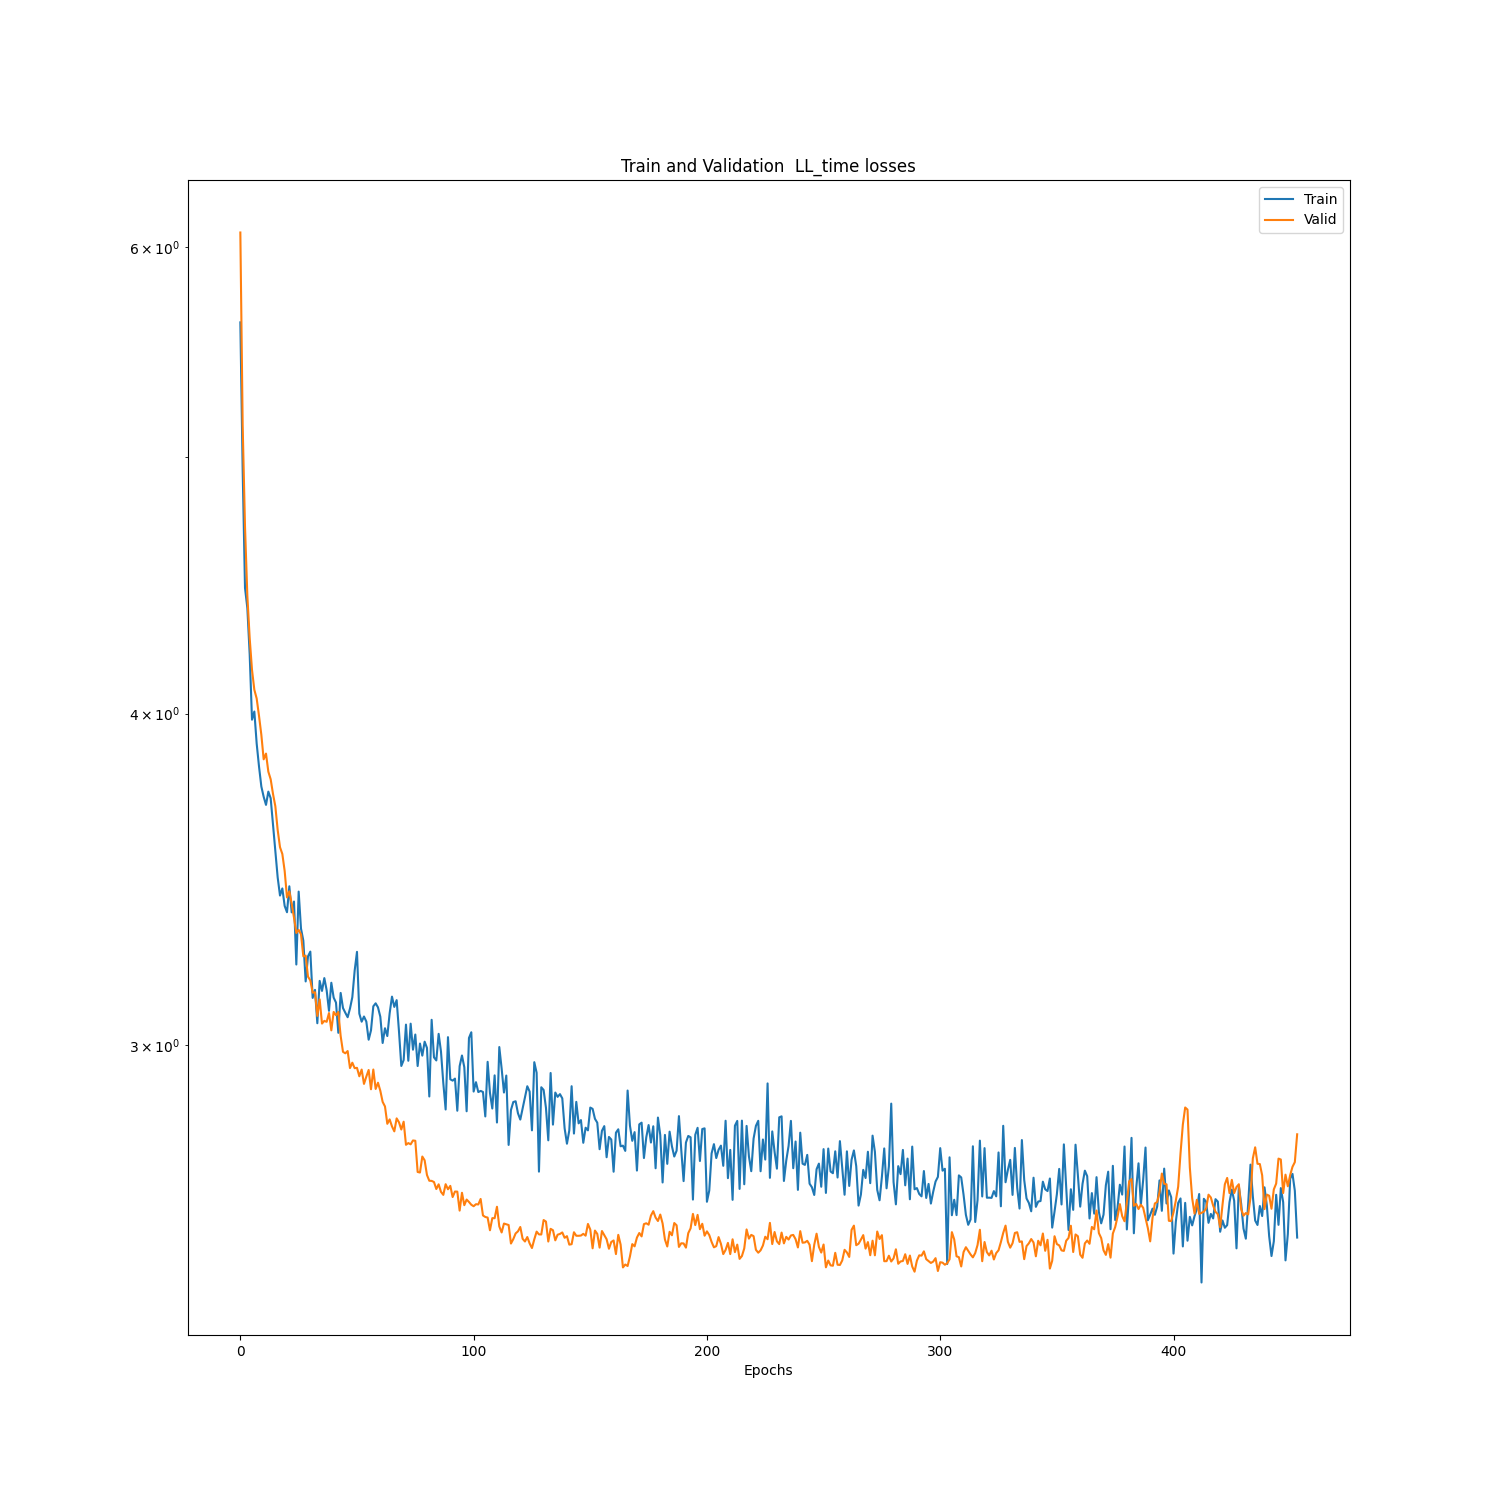 Train and Validation  LL_time losses
Train
Valid
6 × 10⁰
4 × 10⁰
3 × 10⁰
0 100 200 300 400
Epochs